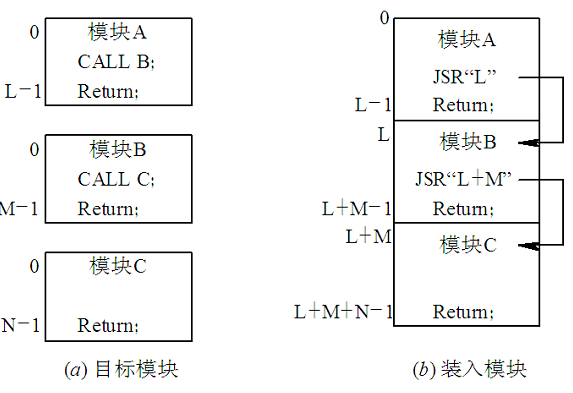 0 模块A
CALL B;
L-1 Return;
0 模块B
CALL C;
M-1 Return;
0 模块C
N-1 Return;
(a) 目标模块
0
模块A
JSR“L”
L-1 Return;
L 模块B
JSR“L+M”
L+M-1 Return;
L+M 模块C
L+M+N-1 Return;
(b) 装入模块